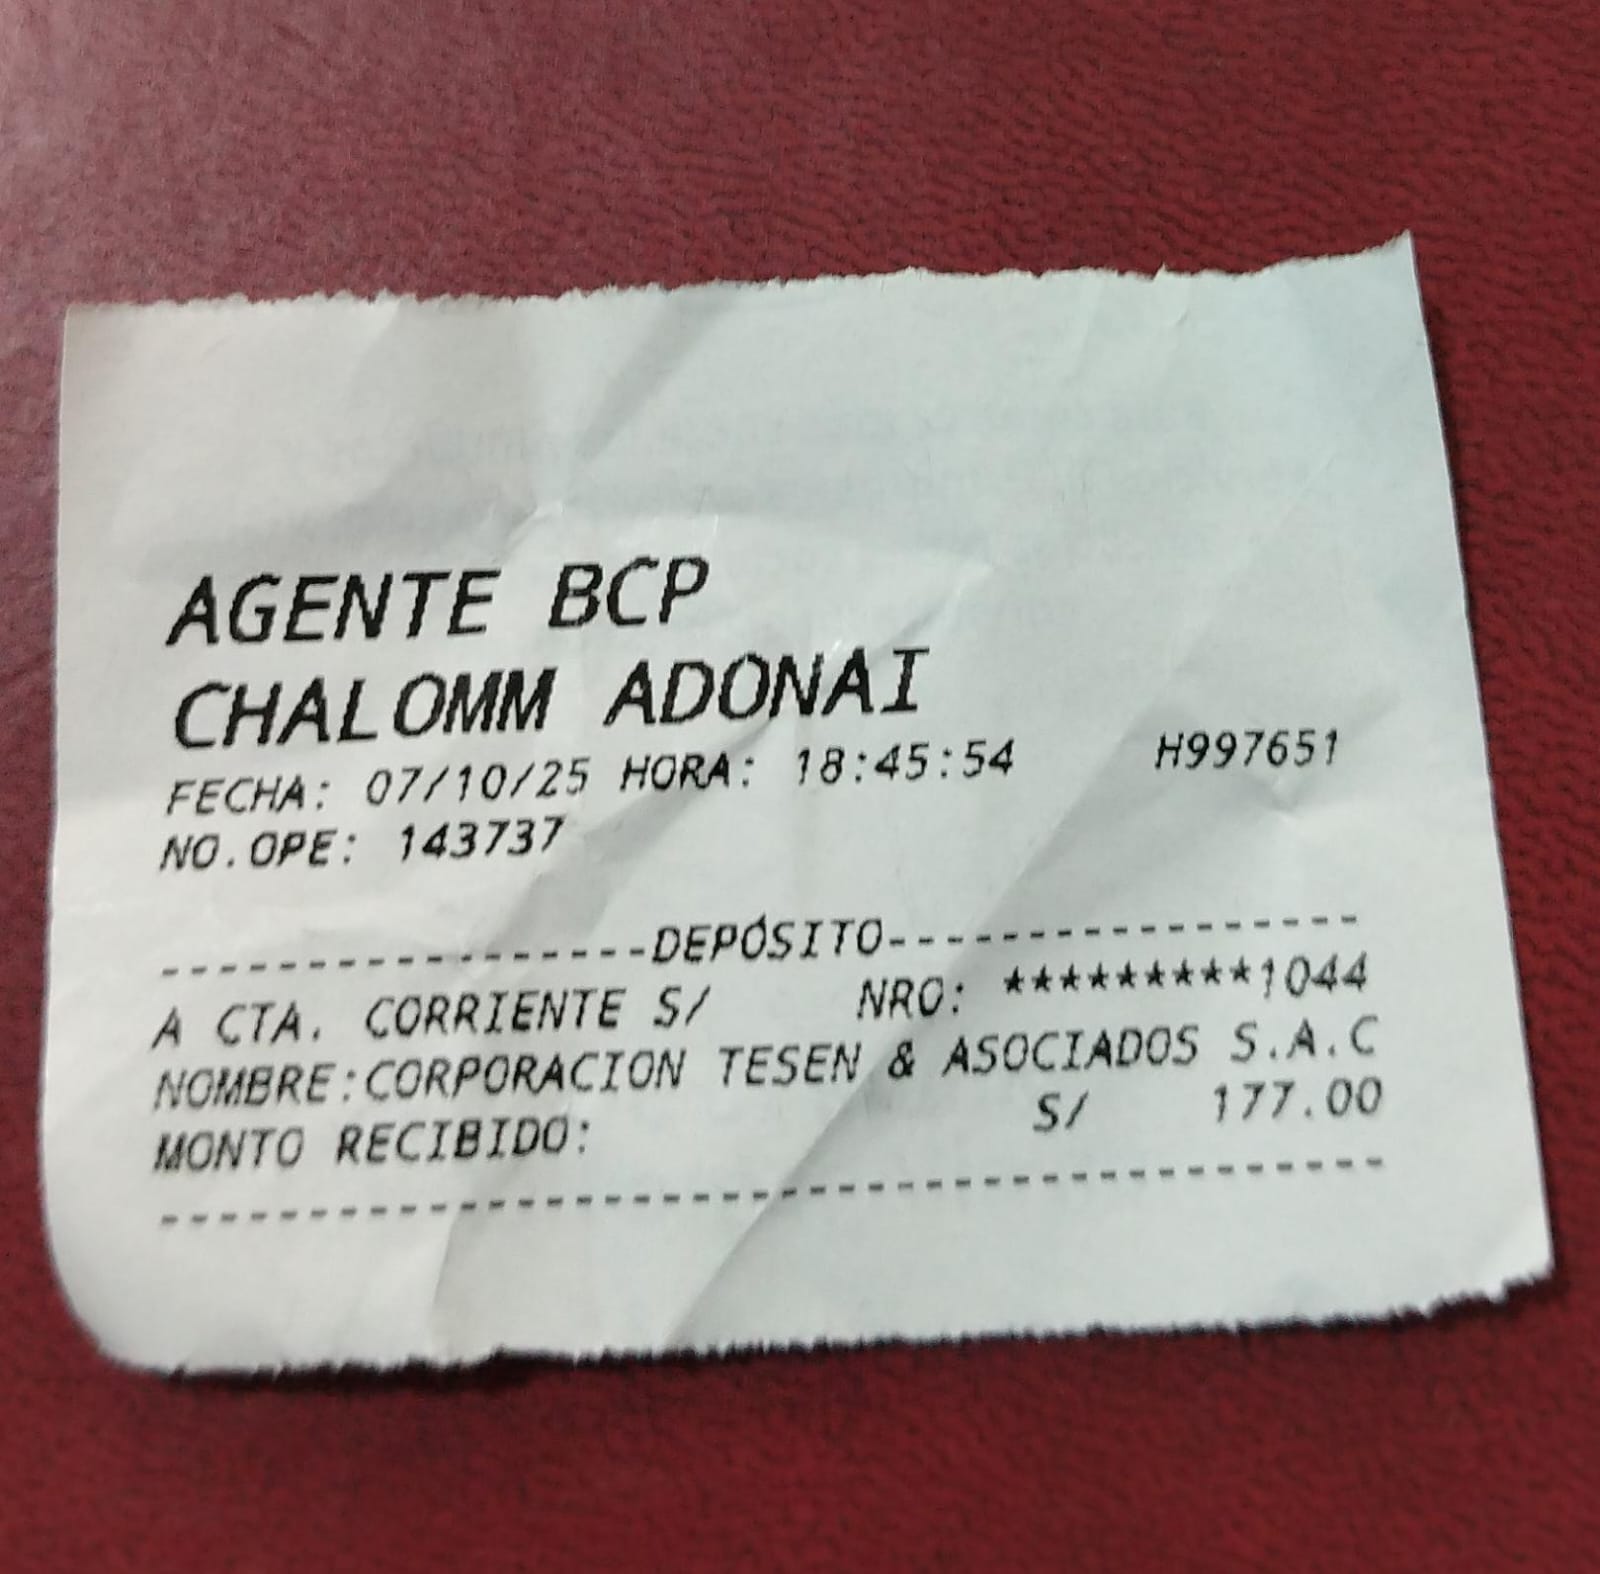 AGENTE BCP
CHALOMM ADONAI
FECHA: 07/10/25 HORA: 18:45:54 H997651
NO.OPE: 143737
-----------------DEPÓSITO-----------------
A CTA. CORRIENTE S/ NRO: *********1044
NOMBRE:CORPORACION TESEN & ASOCIADOS S.A.C
MONTO RECIBIDO: S/ 177.00
------------------------------------------